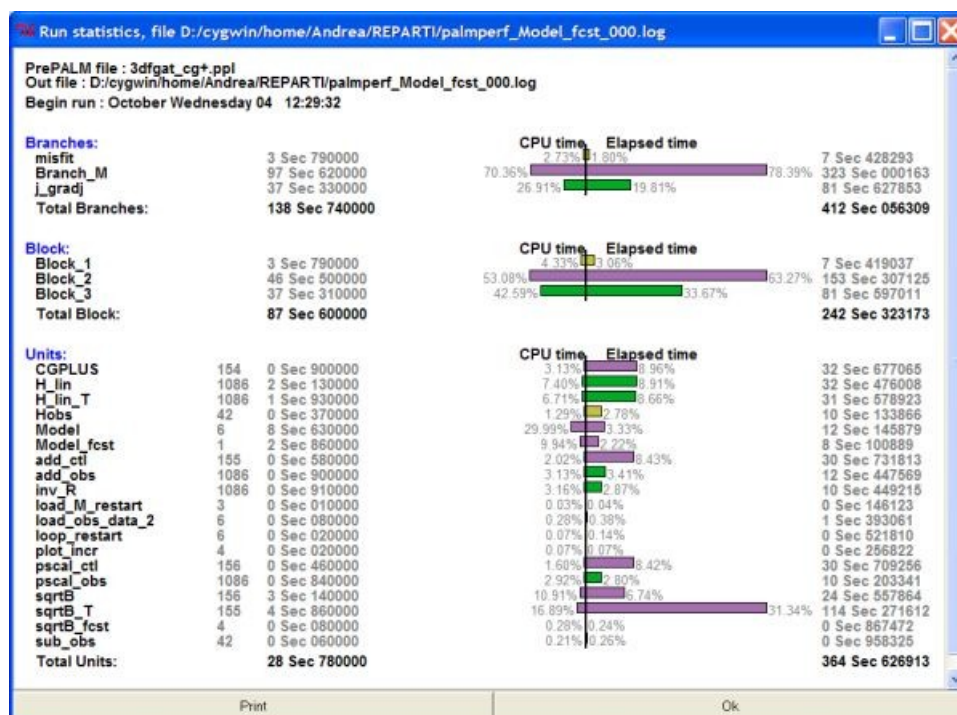 Run statistics, file D:/cygwin/home/Andrea/REPARTI/palmperf_Model_fcst_000.log
PrePALM file : 3dfgat_cg+.ppl
Out file : D:/cygwin/home/Andrea/REPARTI/palmperf_Model_fcst_000.log
Begin run : October Wednesday 04 12:29:32
Branches: CPU time Elapsed time
misfit 3 Sec 790000 2.73% 1.80% 7 Sec 428293
Branch_M 97 Sec 620000 70.36% 78.39% 323 Sec 000163
j_gradj 37 Sec 330000 26.91% 19.81% 81 Sec 627853
Total Branches: 138 Sec 740000 412 Sec 056309
Block: CPU time Elapsed time
Block_1 3 Sec 790000 4.33% 3.06% 7 Sec 419037
Block_2 46 Sec 500000 53.08% 63.27% 153 Sec 307125
Block_3 37 Sec 310000 42.59% 33.67% 81 Sec 597011
Total Block: 87 Sec 600000 242 Sec 323173
Units: CPU time Elapsed time
CGPLUS 154 0 Sec 900000 3.13% 8.96% 32 Sec 677065
H_lin 1086 2 Sec 130000 7.40% 8.91% 32 Sec 476008
H_lin_T 1086 1 Sec 930000 6.71% 8.66% 31 Sec 578923
Hobs 42 0 Sec 370000 1.29% 2.78% 10 Sec 133866
Model 6 8 Sec 630000 29.99% 3.33% 12 Sec 145879
Model_fcst 1 2 Sec 860000 9.94% 2.22% 8 Sec 100889
add_ctl 155 0 Sec 580000 2.02% 8.43% 30 Sec 731813
add_obs 1086 0 Sec 900000 3.13% 3.41% 12 Sec 447569
inv_R 1086 0 Sec 910000 3.16% 2.87% 10 Sec 449215
load_M_restart 3 0 Sec 010000 0.03% 0.04% 0 Sec 146123
load_obs_data_2 6 0 Sec 080000 0.28% 0.38% 1 Sec 393061
loop_restart 6 0 Sec 020000 0.07% 0.14% 0 Sec 521810
plot_incr 4 0 Sec 020000 0.07% 0.07% 0 Sec 256822
pscal_ctl 156 0 Sec 460000 1.60% 8.42% 30 Sec 709256
pscal_obs 1086 0 Sec 840000 2.92% 2.80% 10 Sec 203341
sqrtB 156 3 Sec 140000 10.91% 6.74% 24 Sec 557864
sqrtB_T 155 4 Sec 860000 16.89% 31.34% 114 Sec 271612
sqrtB_fcst 4 0 Sec 080000 0.28% 0.24% 0 Sec 867472
sub_obs 42 0 Sec 060000 0.21% 0.26% 0 Sec 958325
Total Units: 28 Sec 780000 364 Sec 626913
Print Ok